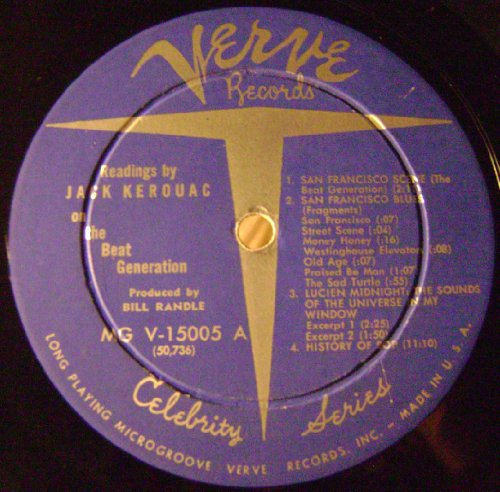 Verve
Records
Readings by
JACK KEROUAC
on
the
Beat
Generation
Produced by
BILL RANDLE
MG V-15005 A
(50,736)
1. SAN FRANCISCO SCENE (The
Beat Generation)
2. SAN FRANCISCO BLUES
(Fragments)
San Francisco (:07)
Street Scene (:04)
Money Honey (:16)
Westinghouse Elevators (:08)
Old Age (:07)
Praised Be Man (1:07)
The Sad Turtle (:55)
3. LUCIEN MIDNIGHT: THE SOUNDS
OF THE UNIVERSE IN MY
WINDOW
Excerpt 1 (2:25)
Excerpt 2 (1:50)
4. HISTORY OF BOP (11:10)
Celebrity Series
LONG PLAYING MICROGROOVE VERVE RECORDS, INC. – MADE IN U.S.A.